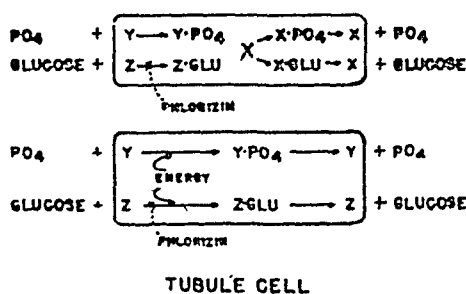 PO4 + Y → Y·PO4 X → X·PO4 → X + PO4
GLUCOSE + Z → Z·GLU → X·GLU → X + GLUCOSE
PHLORIZIN
PO4 + Y → Y·PO4 → Y + PO4
ENERGY
GLUCOSE + Z → Z·GLU → Z + GLUCOSE
PHLORIZIN
TUBULE CELL